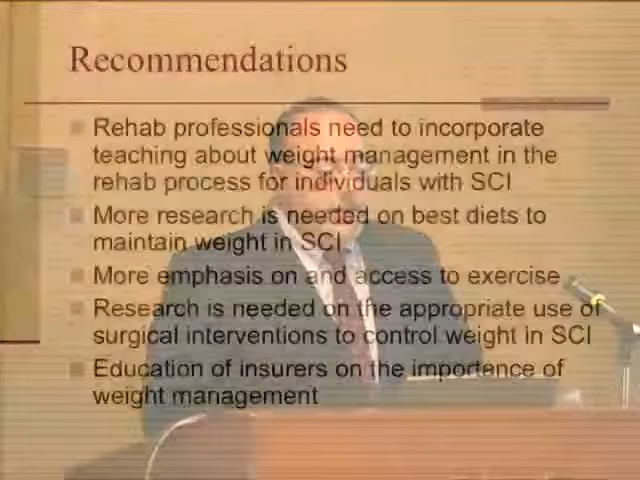 Recommendations
Rehab professionals need to incorporate
teaching about weight management in the
rehab process for individuals with SCI
More research is needed on best diets to
maintain weight in SCI
More emphasis on and access to exercise
Research is needed on the appropriate use of
surgical interventions to control weight in SCI
Education of insurers on the importence of
weight management